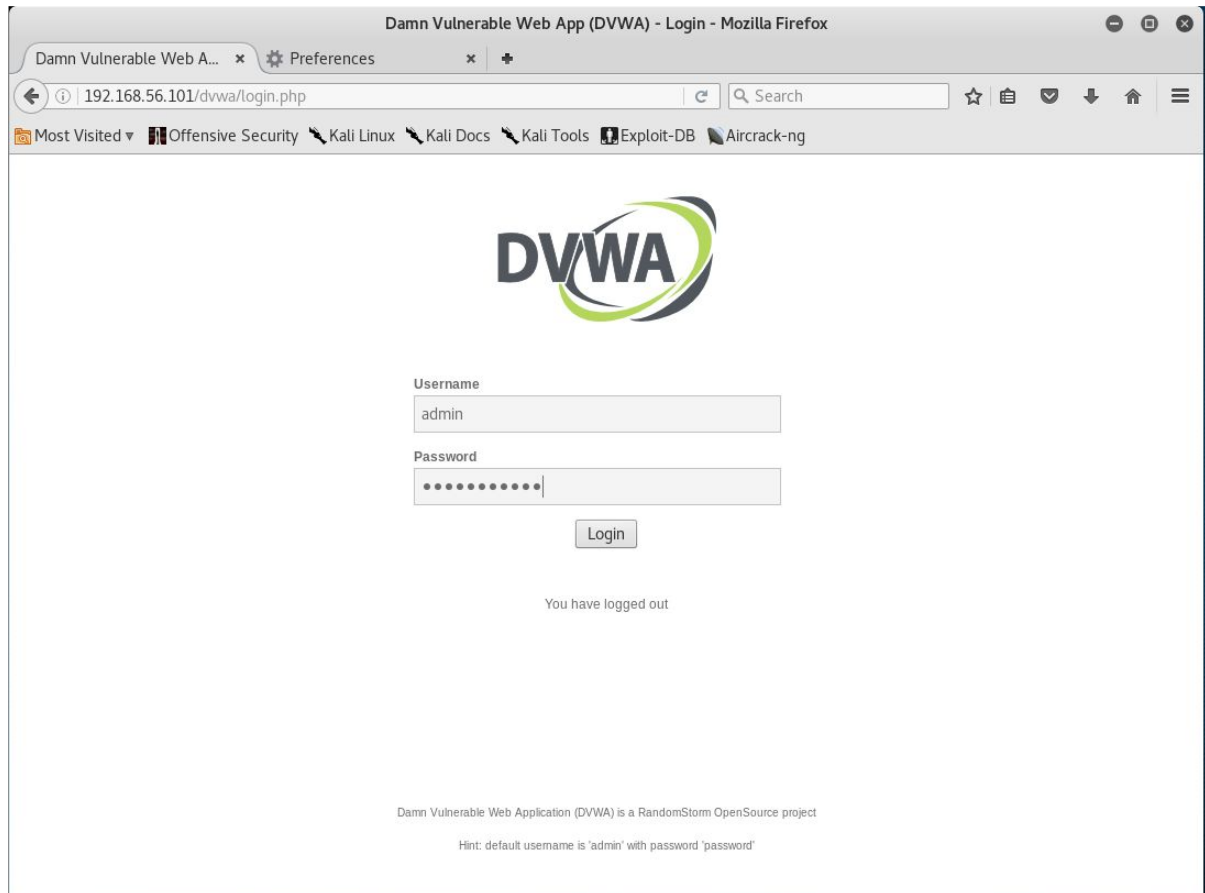 Damn Vulnerable Web App (DVWA) - Login - Mozilla Firefox
Damn Vulnerable Web A...
Preferences
192.168.56.101/dvwa/login.php
Search
Most Visited
Offensive Security
Kali Linux
Kali Docs
Kali Tools
Exploit-DB
Aircrack-ng
DVWA
Username
admin
Password
•••••••••••
Login
You have logged out
Damn Vulnerable Web Application (DVWA) is a RandomStorm OpenSource project
Hint: default username is 'admin' with password 'password'